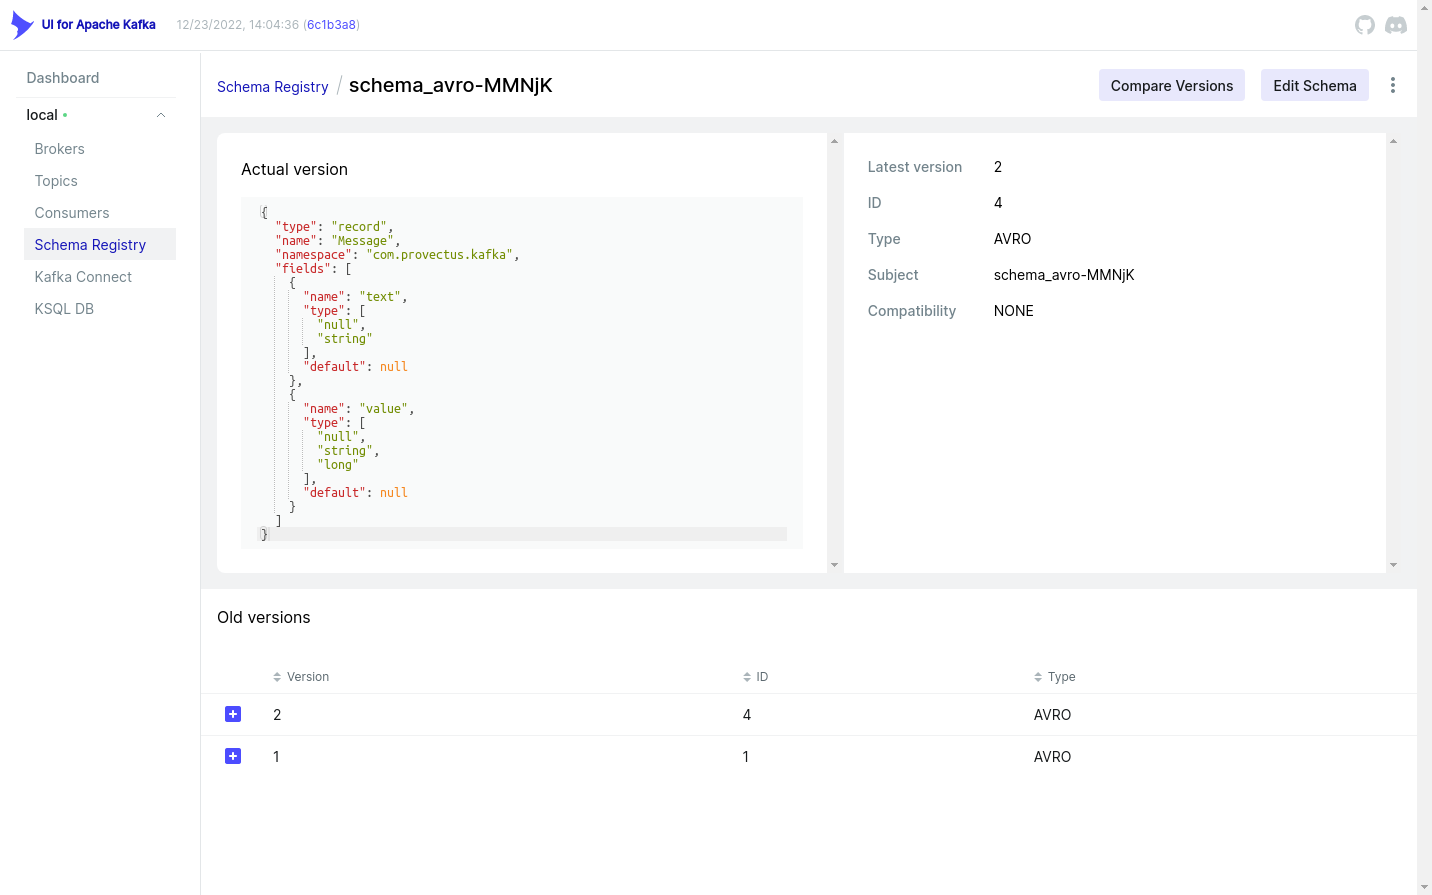 UI for Apache Kafka
12/23/2022, 14:04:36 (6c1b3a8)
Dashboard
local
Brokers
Topics
Consumers
Schema Registry
Kafka Connect
KSQL DB
Schema Registry / schema_avro-MMNjK
Compare Versions
Edit Schema
Actual version
{
  "type": "record",
  "name": "Message",
  "namespace": "com.provectus.kafka",
  "fields": [
    {
      "name": "text",
      "type": [
        "null",
        "string"
      ],
      "default": null
    },
    {
      "name": "value",
      "type": [
        "null",
        "string",
        "long"
      ],
      "default": null
    }
  ]
}
Latest version 2
ID 4
Type AVRO
Subject schema_avro-MMNjK
Compatibility NONE
Old versions
Version ID Type
2 4 AVRO
1 1 AVRO